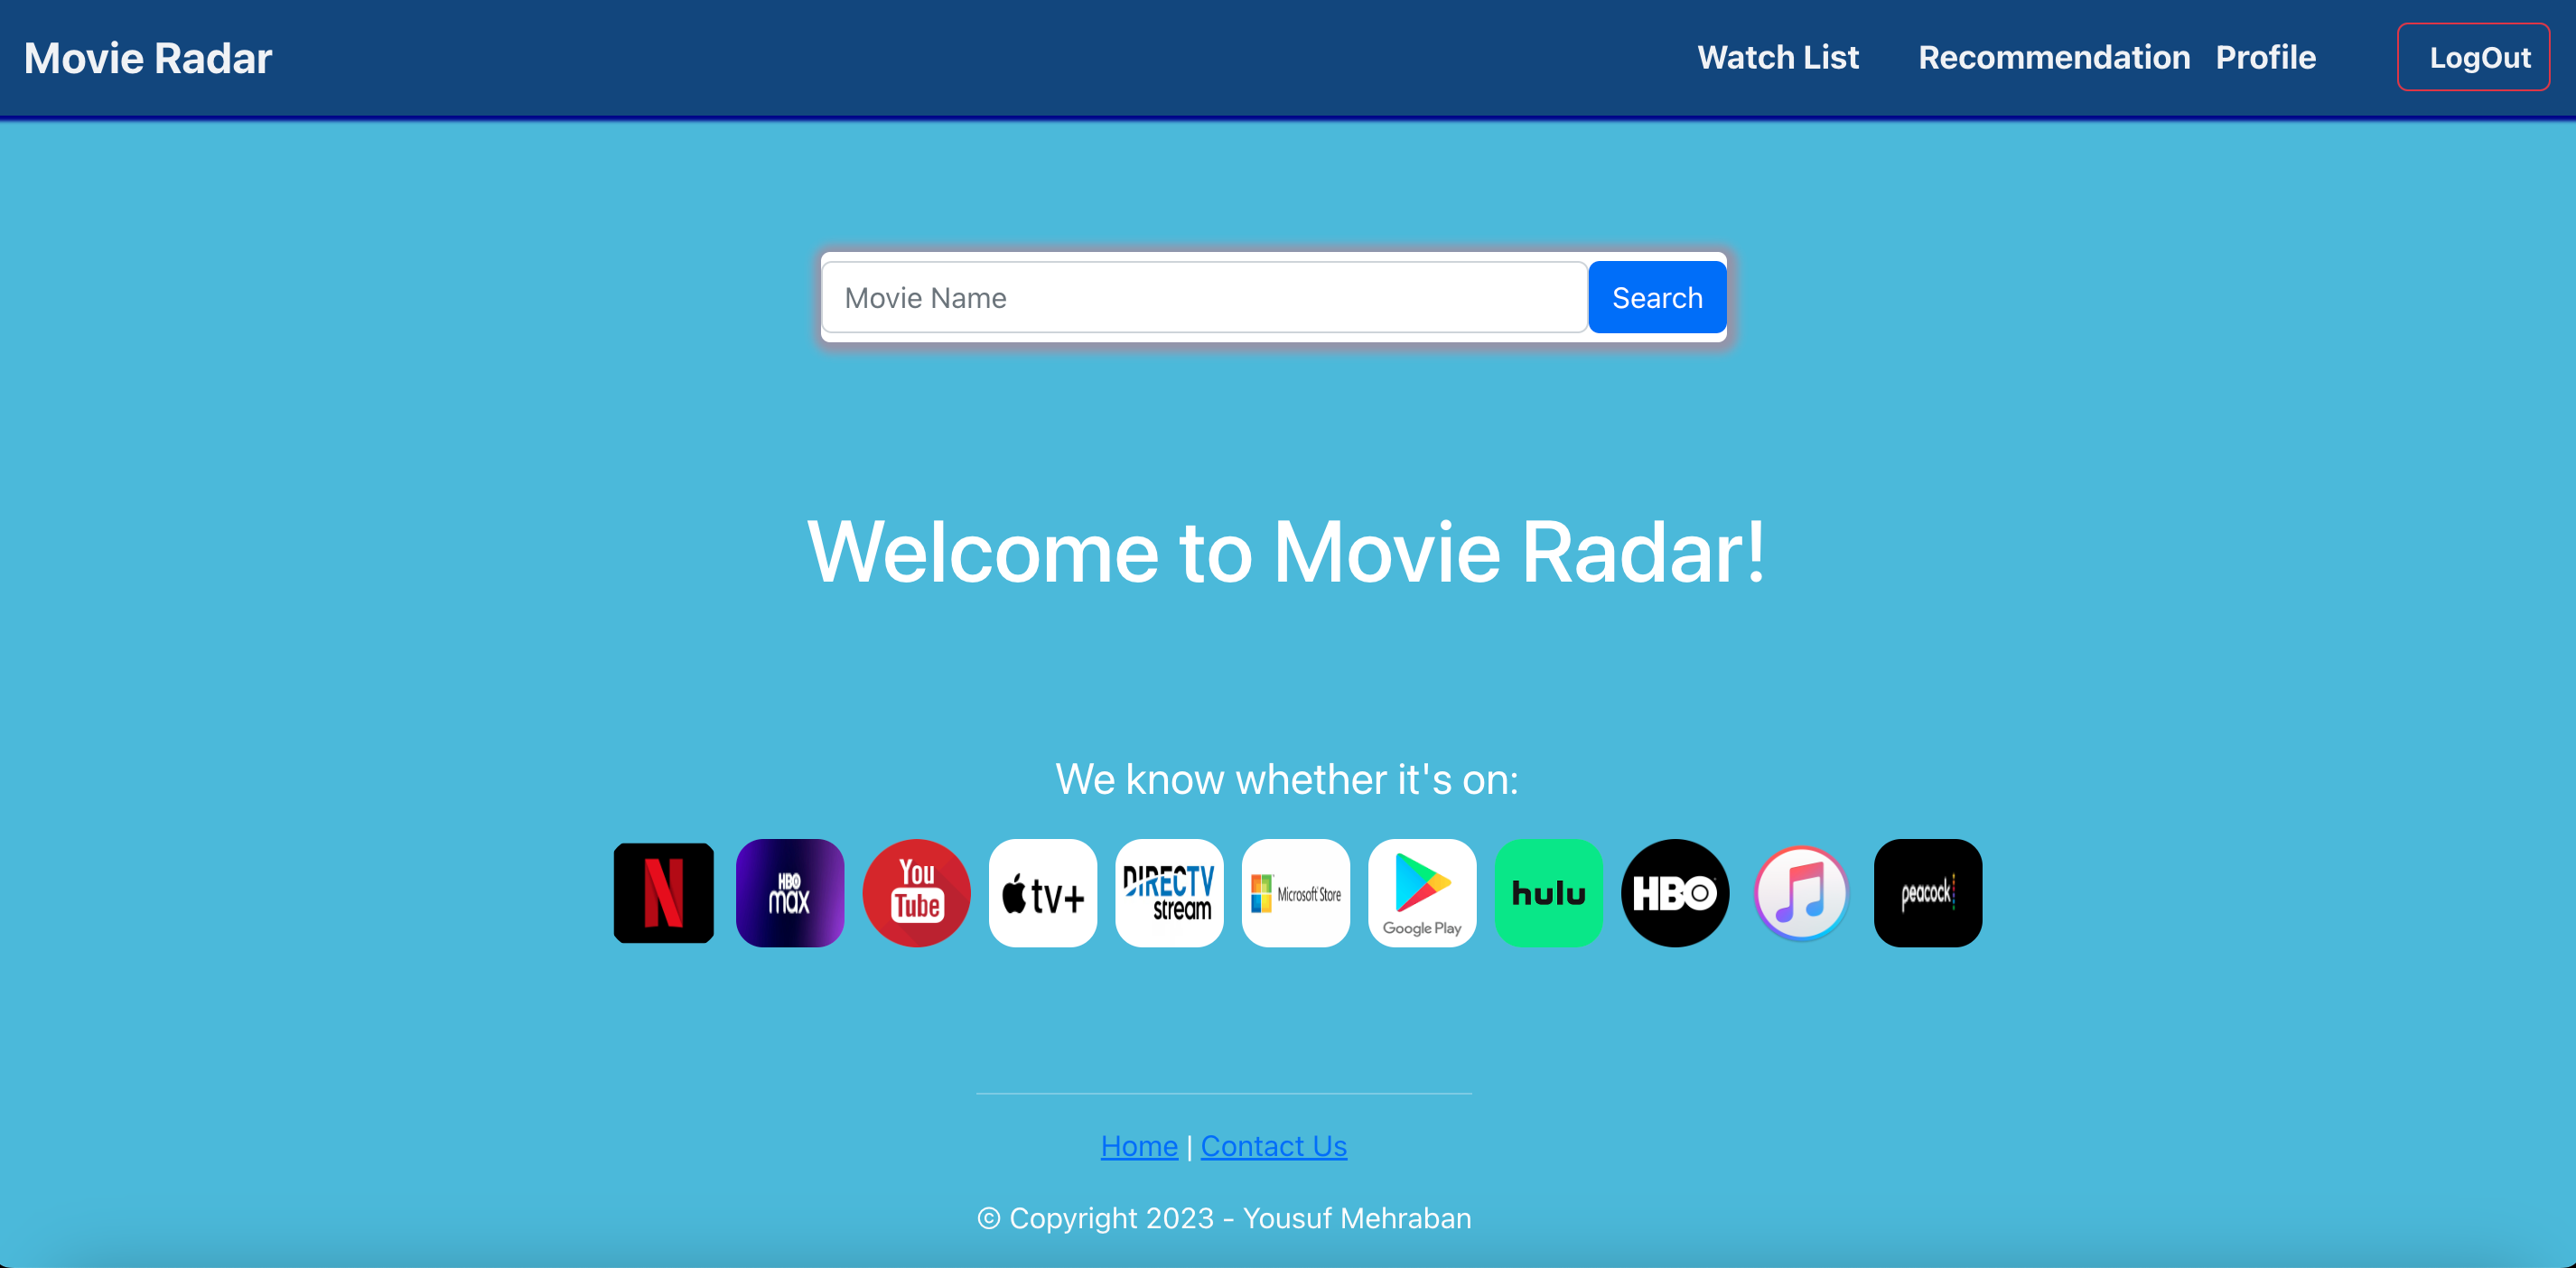 Movie Radar Watch List Recommendation Profile LogOut
Movie Name Search
Welcome to Movie Radar!
We know whether it's on:
N
HBO
max
You
Tube
tv+
DIRECTV
stream
Microsoft Store
Google Play
hulu
HBO
peacock
Home | Contact Us
© Copyright 2023 - Yousuf Mehraban